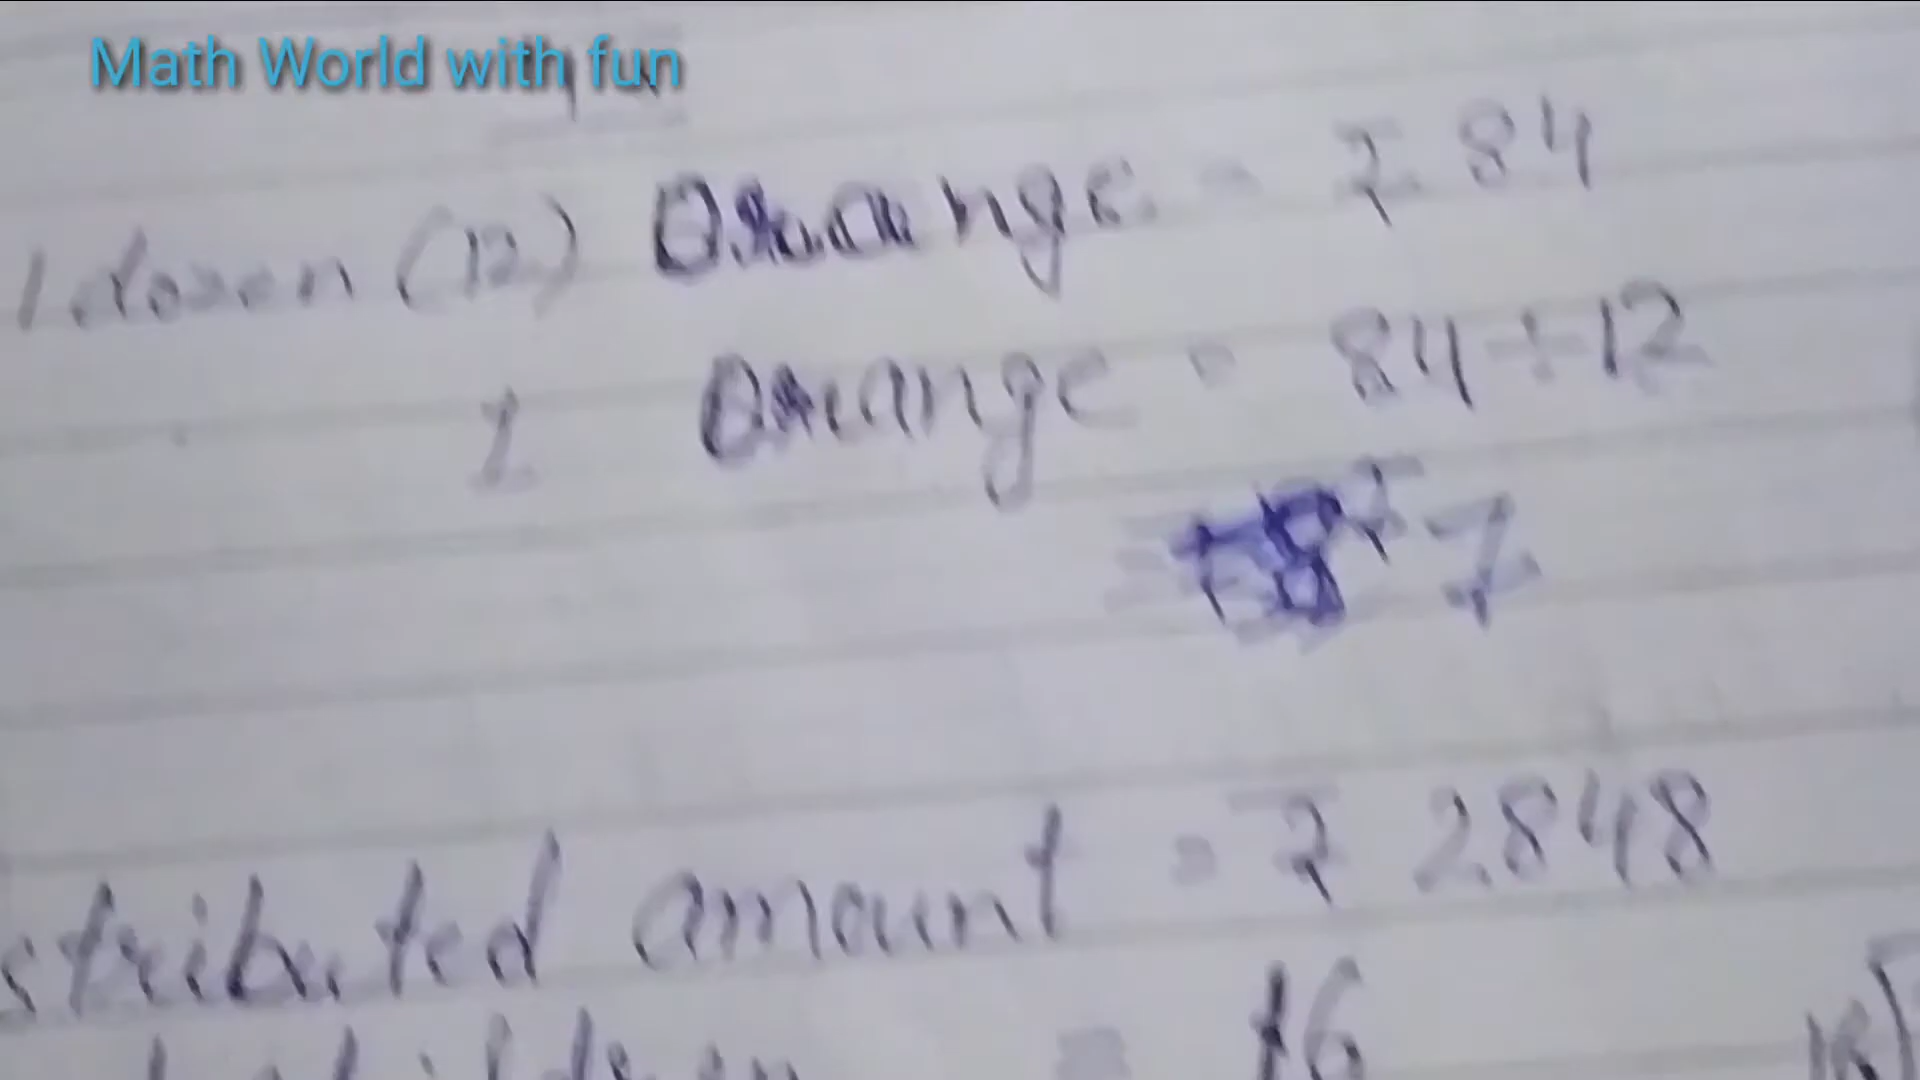 Math World with fun
1 dozen (12) Orange = ₹ 84
1 Orange = 84 ÷ 12
= ₹ 7
stributed amount = ₹ 2848
= 16